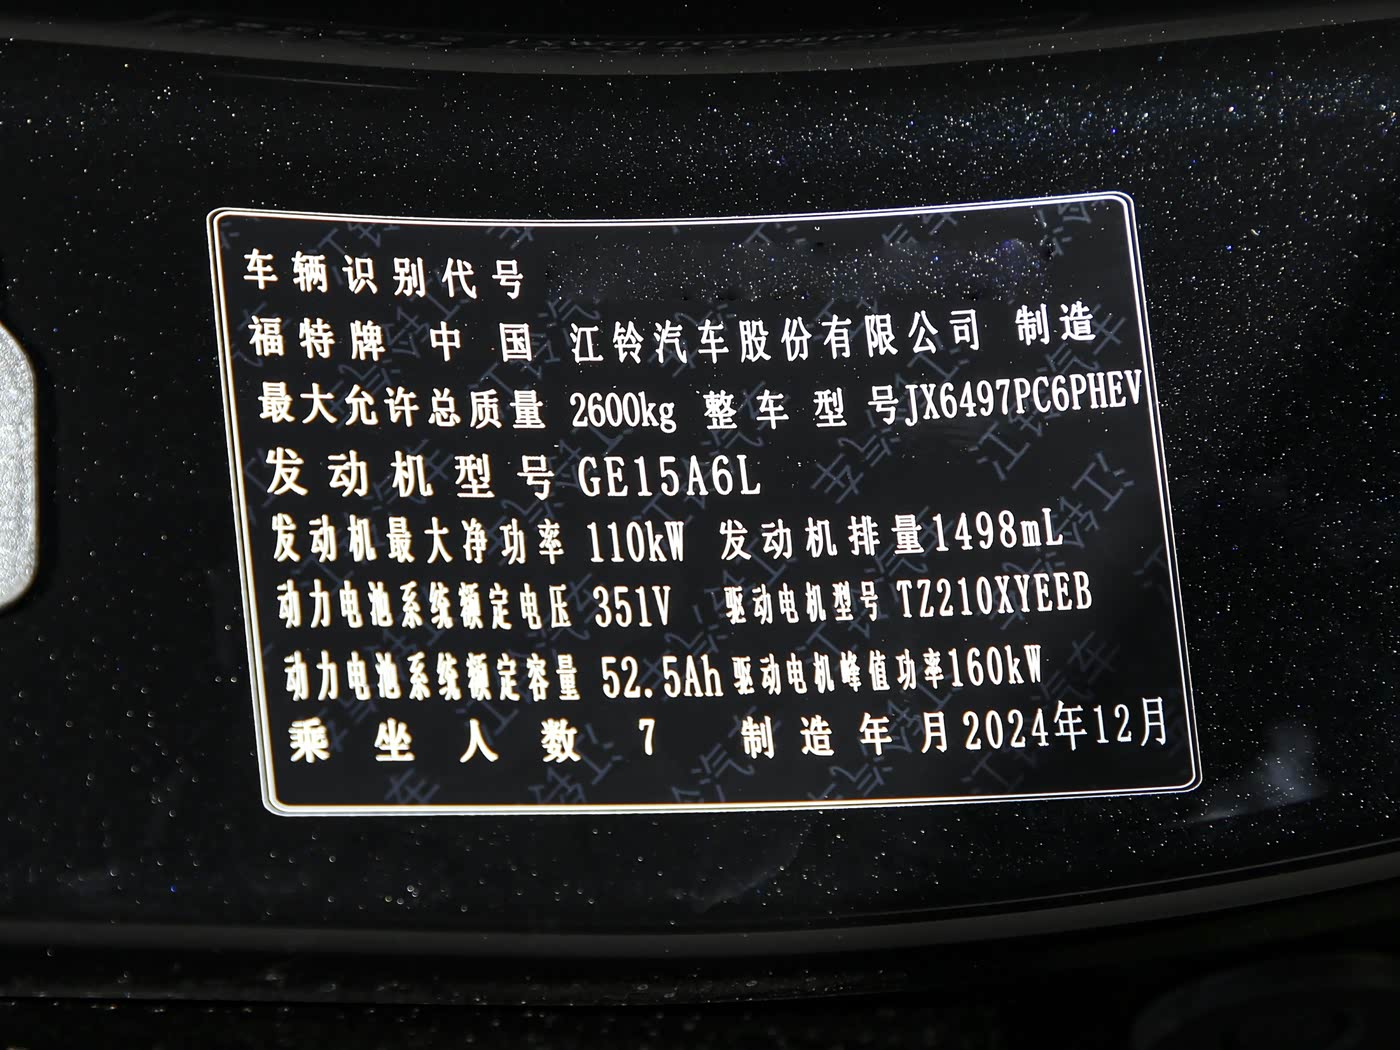 车辆识别代号
福特牌 中国 江铃汽车股份有限公司 制造
最大允许总质量 2600kg 整车型号JX6497PC6PHEV
发动机型号 GE15A6L
发动机最大净功率 110kW 发动机排量1498mL
动力电池系统额定电压 351V 驱动电机型号 TZ210XYEEB
动力电池系统额定容量 52.5Ah 驱动电机峰值功率160kW
乘坐人数 7 制造年月2024年12月